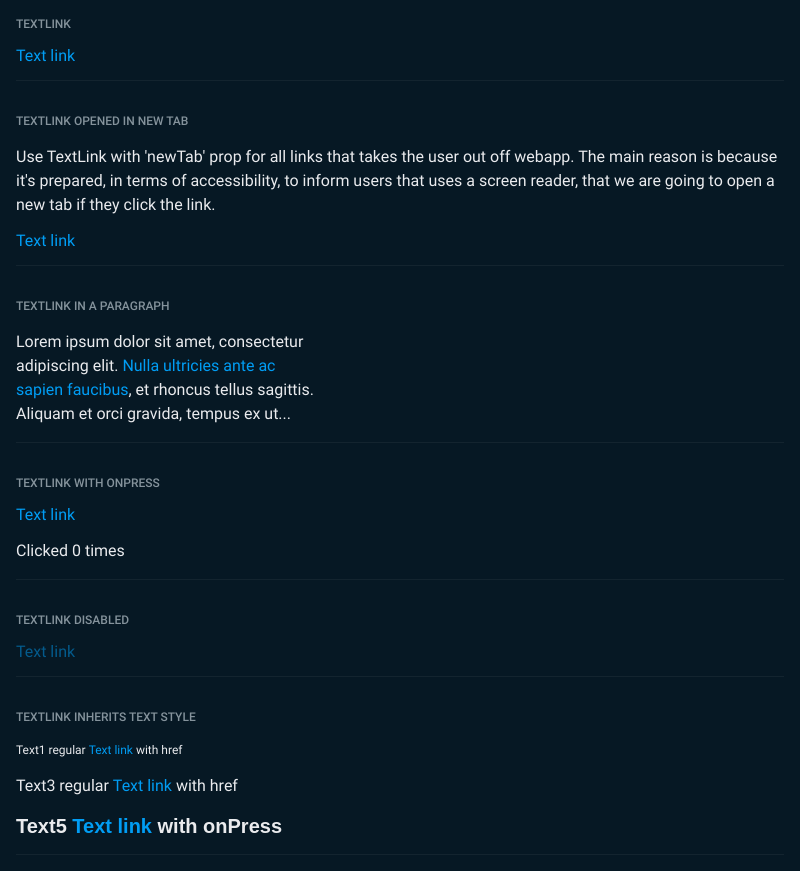 TEXTLINK
Text link
TEXTLINK OPENED IN NEW TAB
Use TextLink with 'newTab' prop for all links that takes the user out off webapp. The main reason is because
it's prepared, in terms of accessibility, to inform users that uses a screen reader, that we are going to open a
new tab if they click the link.
Text link
TEXTLINK IN A PARAGRAPH
Lorem ipsum dolor sit amet, consectetur
adipiscing elit. Nulla ultricies ante ac
sapien faucibus, et rhoncus tellus sagittis.
Aliquam et orci gravida, tempus ex ut...
TEXTLINK WITH ONPRESS
Text link
Clicked 0 times
TEXTLINK DISABLED
Text link
TEXTLINK INHERITS TEXT STYLE
Text1 regular Text link with href
Text3 regular Text link with href
Text5 Text link with onPress